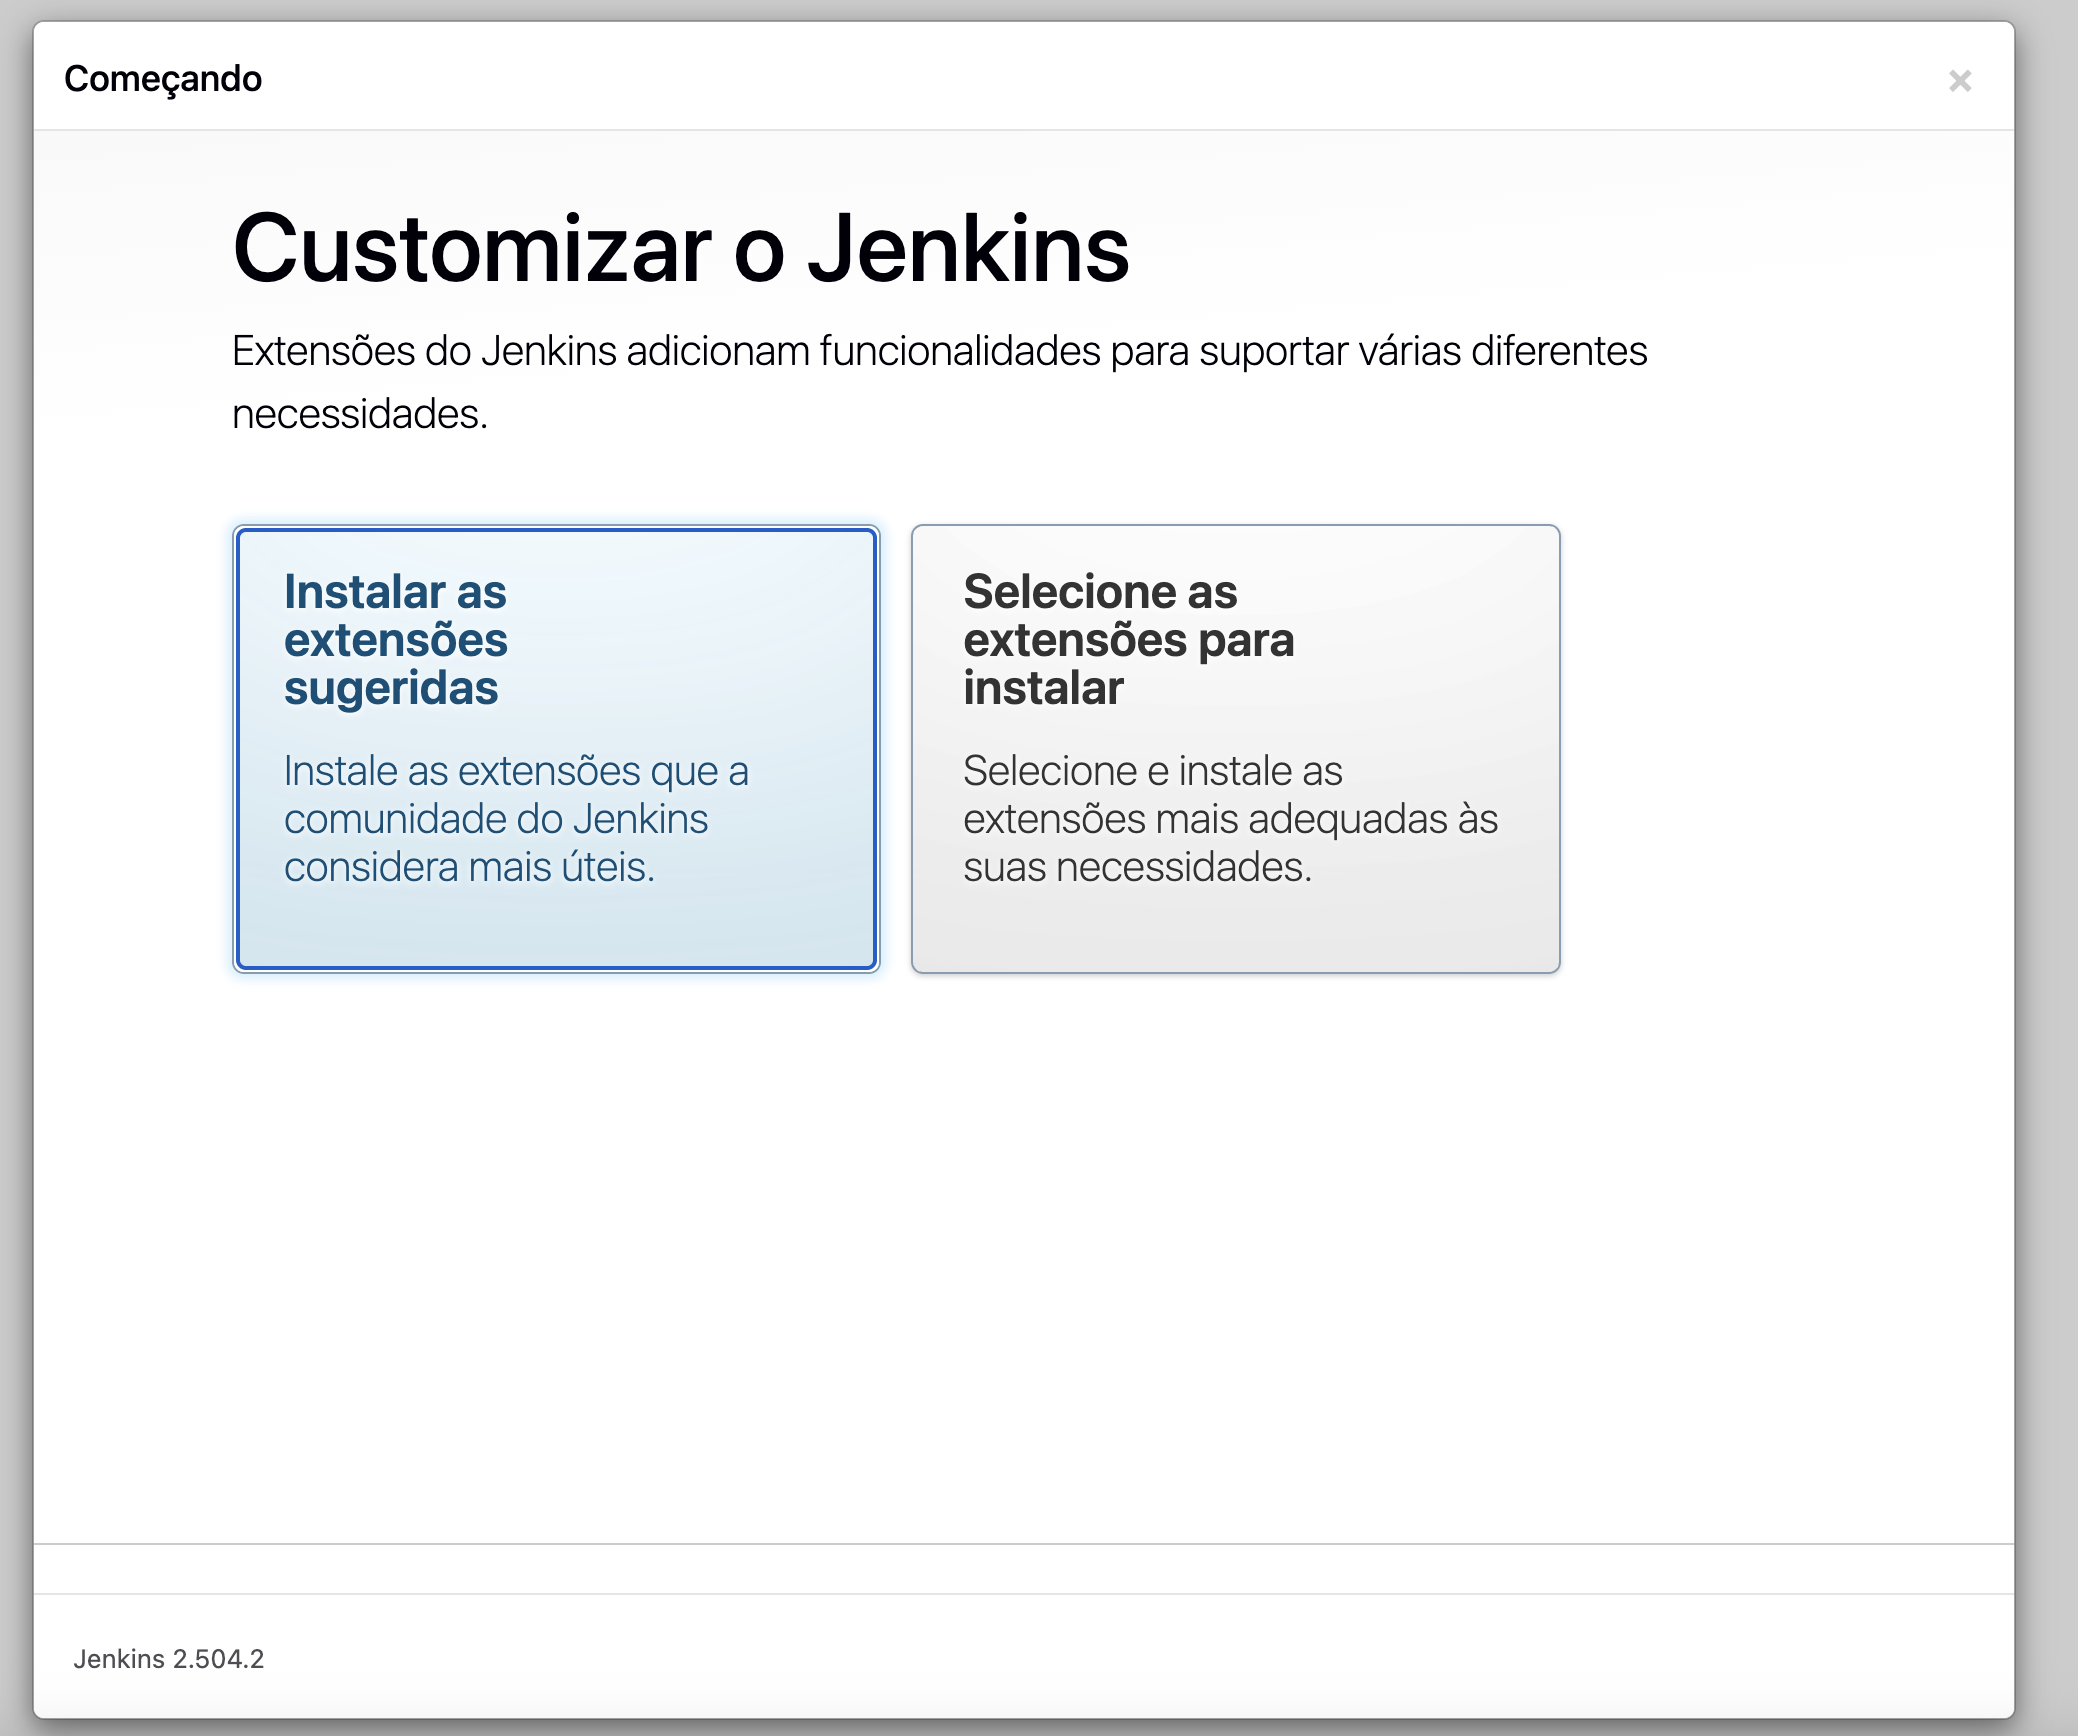 Começando
×
Customizar o Jenkins
Extensões do Jenkins adicionam funcionalidades para suportar várias diferentes
necessidades.
Instalar as
extensões
sugeridas
Instale as extensões que a
comunidade do Jenkins
considera mais úteis.
Selecione as
extensões para
instalar
Selecione e instale as
extensões mais adequadas às
suas necessidades.
Jenkins 2.504.2